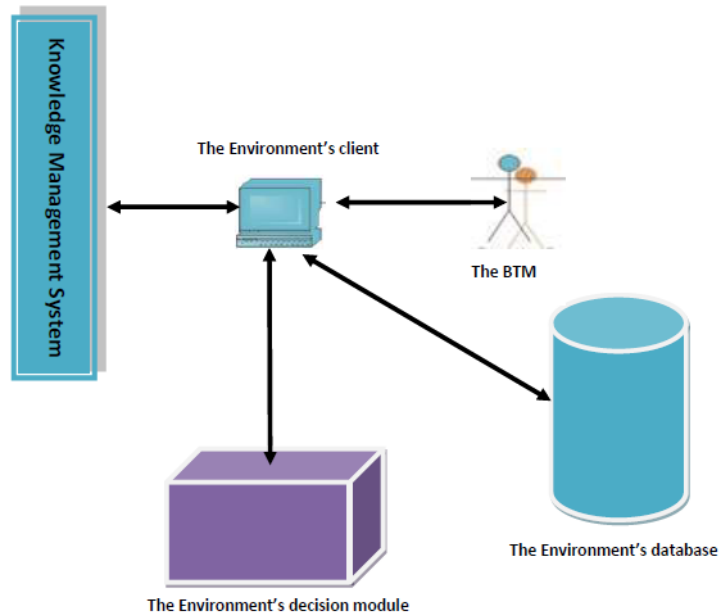 Knowledge Management System
The Environment's client
The BTM
The Environment's database
The Environment's decision module